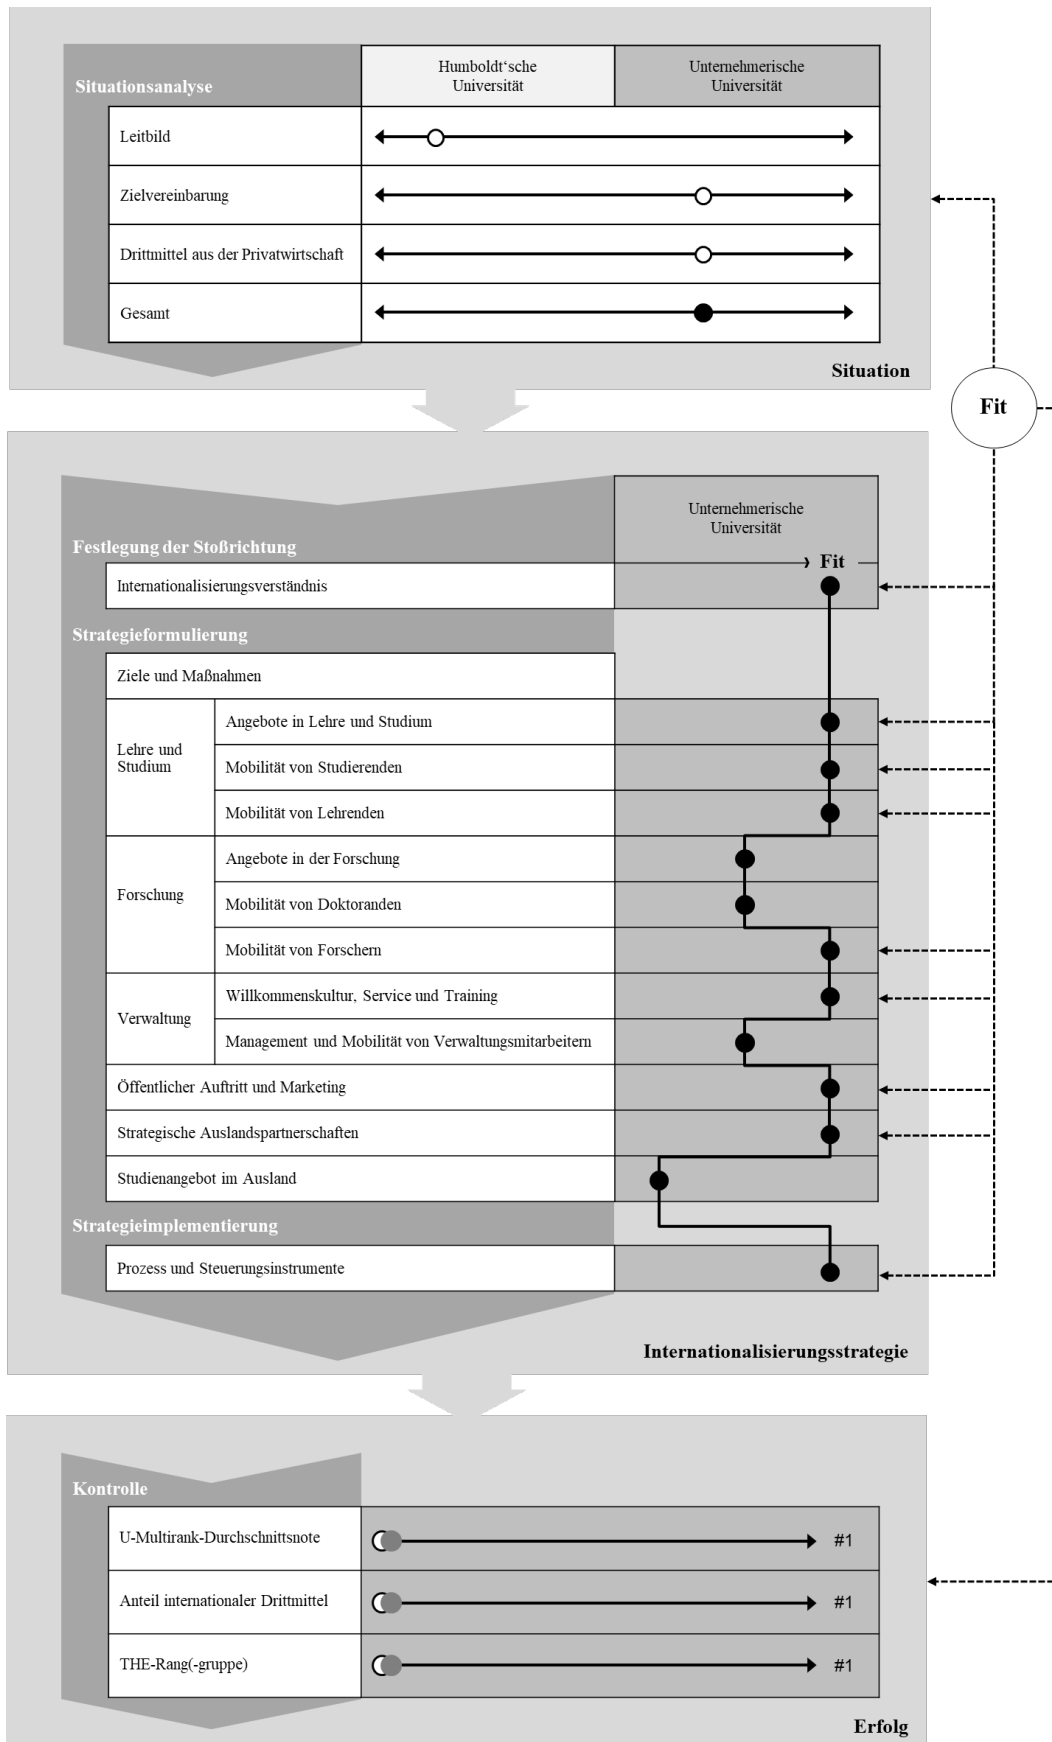 Situationsanalyse
Humboldt‘sche
Universität
Unternehmerische
Universität
Leitbild
Zielvereinbarung
Drittmittel aus der Privatwirtschaft
Gesamt
Situation
Fit
Unternehmerische
Universität
Festlegung der Stoßrichtung
Fit
Internationalisierungsverständnis
Strategieformulierung
Ziele und Maßnahmen
Lehre und
Studium
Angebote in Lehre und Studium
Mobilität von Studierenden
Mobilität von Lehrenden
Forschung
Angebote in der Forschung
Mobilität von Doktoranden
Mobilität von Forschern
Verwaltung
Willkommenskultur, Service und Training
Management und Mobilität von Verwaltungsmitarbeitern
Öffentlicher Auftritt und Marketing
Strategische Auslandspartnerschaften
Studienangebot im Ausland
Strategieimplementierung
Prozess und Steuerungsinstrumente
Internationalisierungsstrategie
Kontrolle
U-Multirank-Durchschnittsnote #1
Anteil internationaler Drittmittel #1
THE-Rang(-gruppe) #1
Erfolg